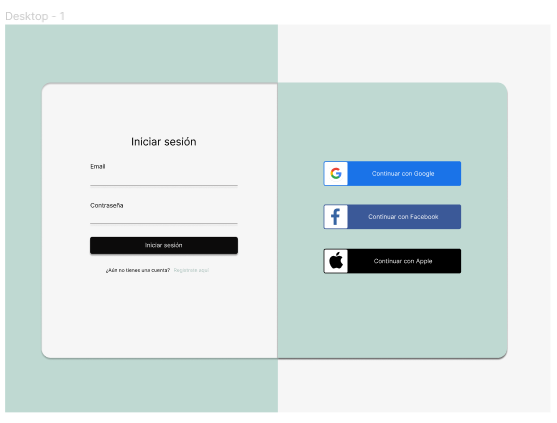 Desktop - 1
Iniciar sesión
Email
Contraseña
Iniciar sesión
¿Aún no tienes una cuenta? Regístrate aquí
Continuar con Google
Continuar con Facebook
Continuar con Apple